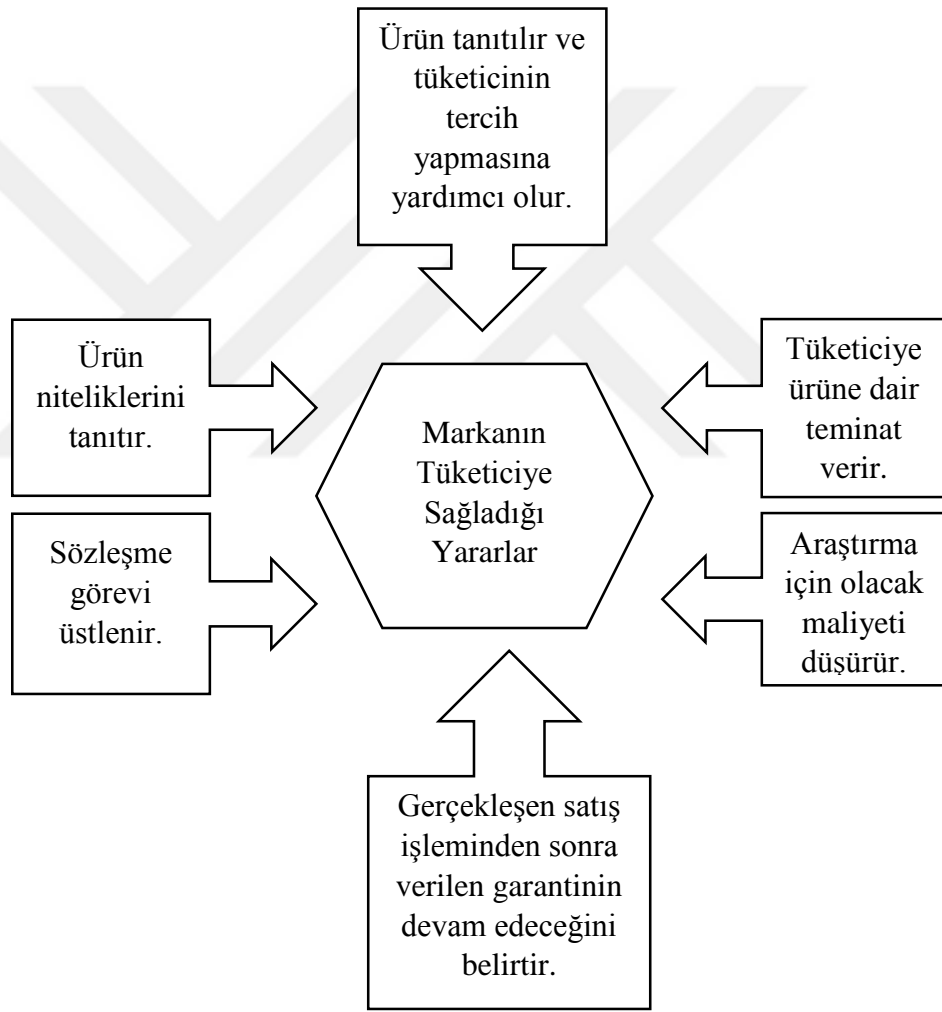 Ürün tanıtılır ve
tüketicinin
tercih
yapmasına
yardımcı olur.
Ürün
niteliklerini
tanıtır.
Tüketiciye
ürüne dair
teminat
verir.
Markanın
Tüketiciye
Sağladığı
Yararlar
Sözleşme
görevi
üstlenir.
Araştırma
için olacak
maliyeti
düşürür.
Gerçekleşen satış
işleminden sonra
verilen garantinin
devam edeceğini
belirtir.